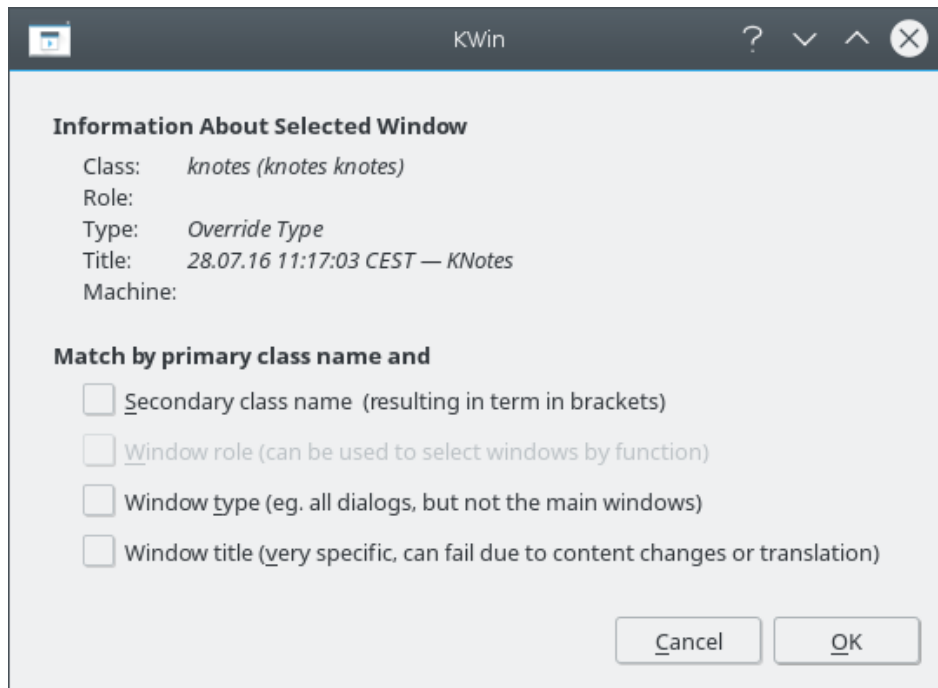 KWin
Information About Selected Window
Class: knotes (knotes knotes)
Role:
Type: Override Type
Title: 28.07.16 11:17:03 CEST — KNotes
Machine:
Match by primary class name and
Secondary class name (resulting in term in brackets)
Window role (can be used to select windows by function)
Window type (eg. all dialogs, but not the main windows)
Window title (very specific, can fail due to content changes or translation)
Cancel OK